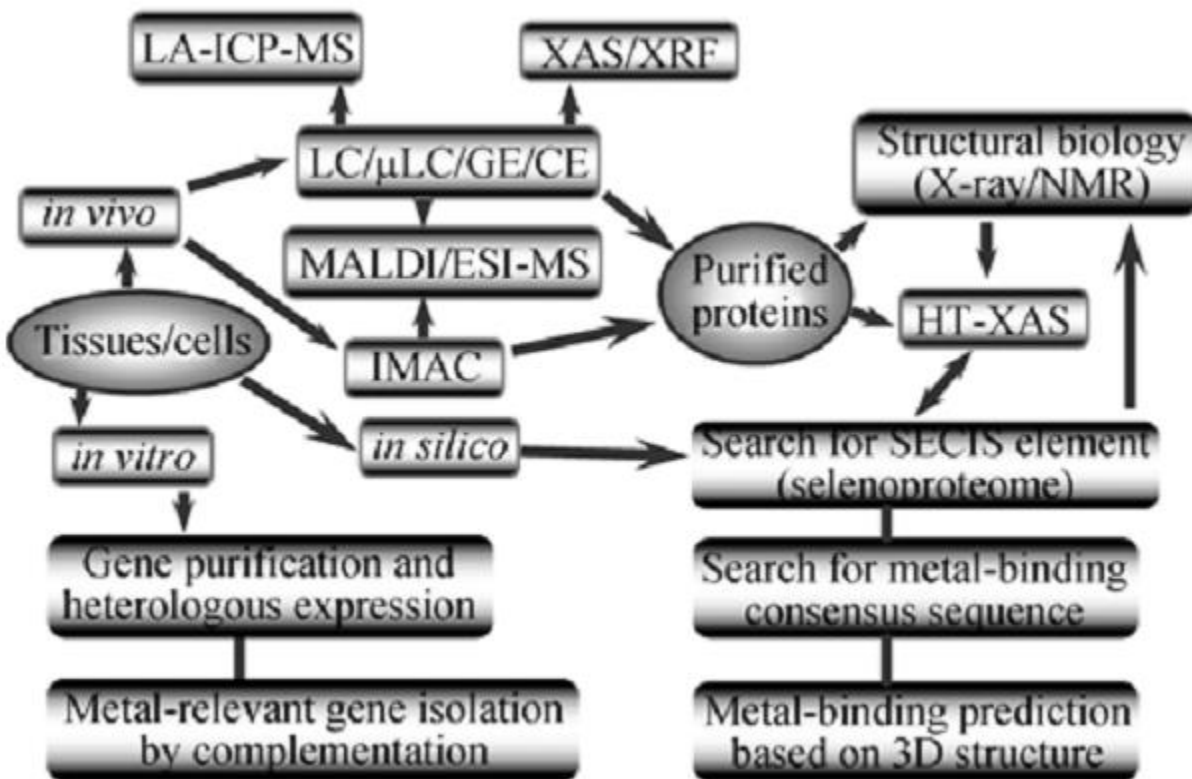 LA-ICP-MS
XAS/XRF
LC/μLC/GE/CE
Structural biology
(X-ray/NMR)
in vivo
MALDI/ESI-MS
Purified
proteins
Tissues/cells
HT-XAS
IMAC
in vitro
in silico
Search for SECIS element
(selenoproteome)
Gene purification and
heterologous expression
Search for metal-binding
consensus sequence
Metal-relevant gene isolation
by complementation
Metal-binding prediction
based on 3D structure